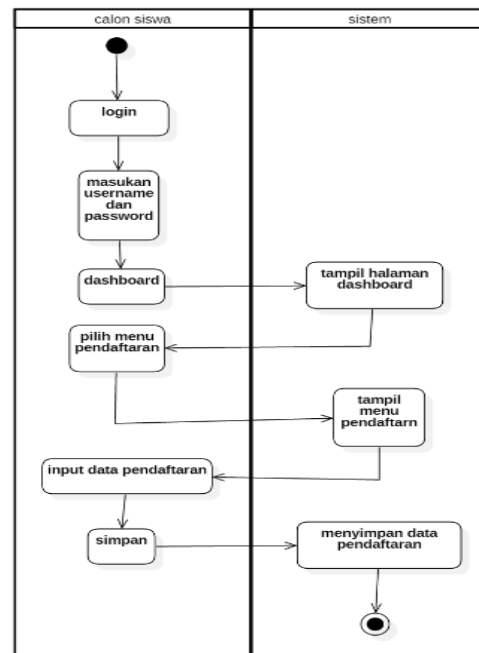 calon siswa
sistem
login
masukan
username
dan
password
dashboard
tampil halaman
dashboard
pilih menu
pendaftaran
tampil
menu
pendaftarn
input data pendaftaran
simpan
menyimpan data
pendaftaran